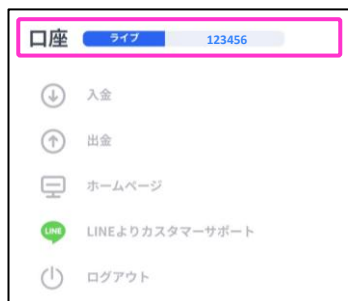 口座 ライブ 123456
入金
出金
ホームページ
LINE LINEよりカスタマーサポート
ログアウト